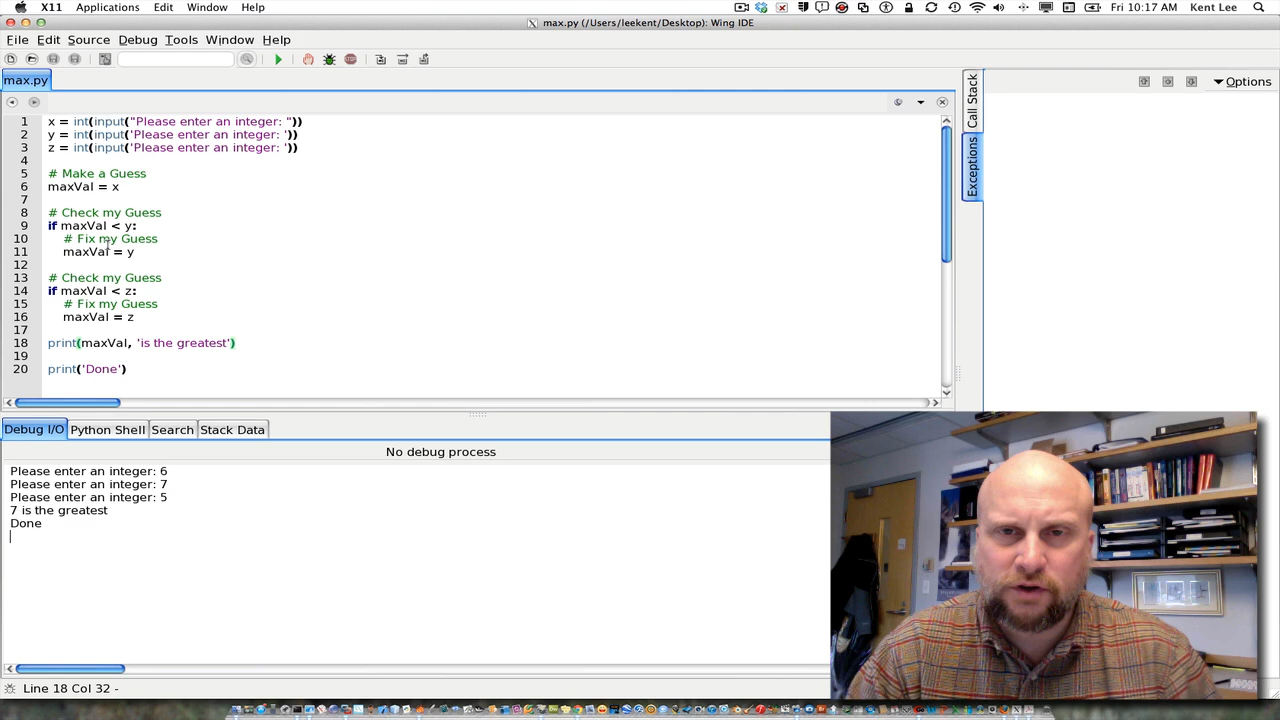 X11 Applications Edit Window Help Fri 10:17 AM Kent Lee
max.py (/Users/leekent/Desktop): Wing IDE
File Edit Source Debug Tools Window Help
max.py
Options
Call Stack
Exceptions
1 x = int(input("Please enter an integer: "))
2 y = int(input('Please enter an integer: '))
3 z = int(input('Please enter an integer: '))
4
5 # Make a Guess
6 maxVal = x
7
8 # Check my Guess
9 if maxVal < y:
10 # Fix my Guess
11 maxVal = y
12
13 # Check my Guess
14 if maxVal < z:
15 # Fix my Guess
16 maxVal = z
17
18 print(maxVal, 'is the greatest')
19
20 print('Done')
Debug I/O Python Shell Search Stack Data
No debug process
Please enter an integer: 6
Please enter an integer: 7
Please enter an integer: 5
7 is the greatest
Done
Line 18 Col 32 -